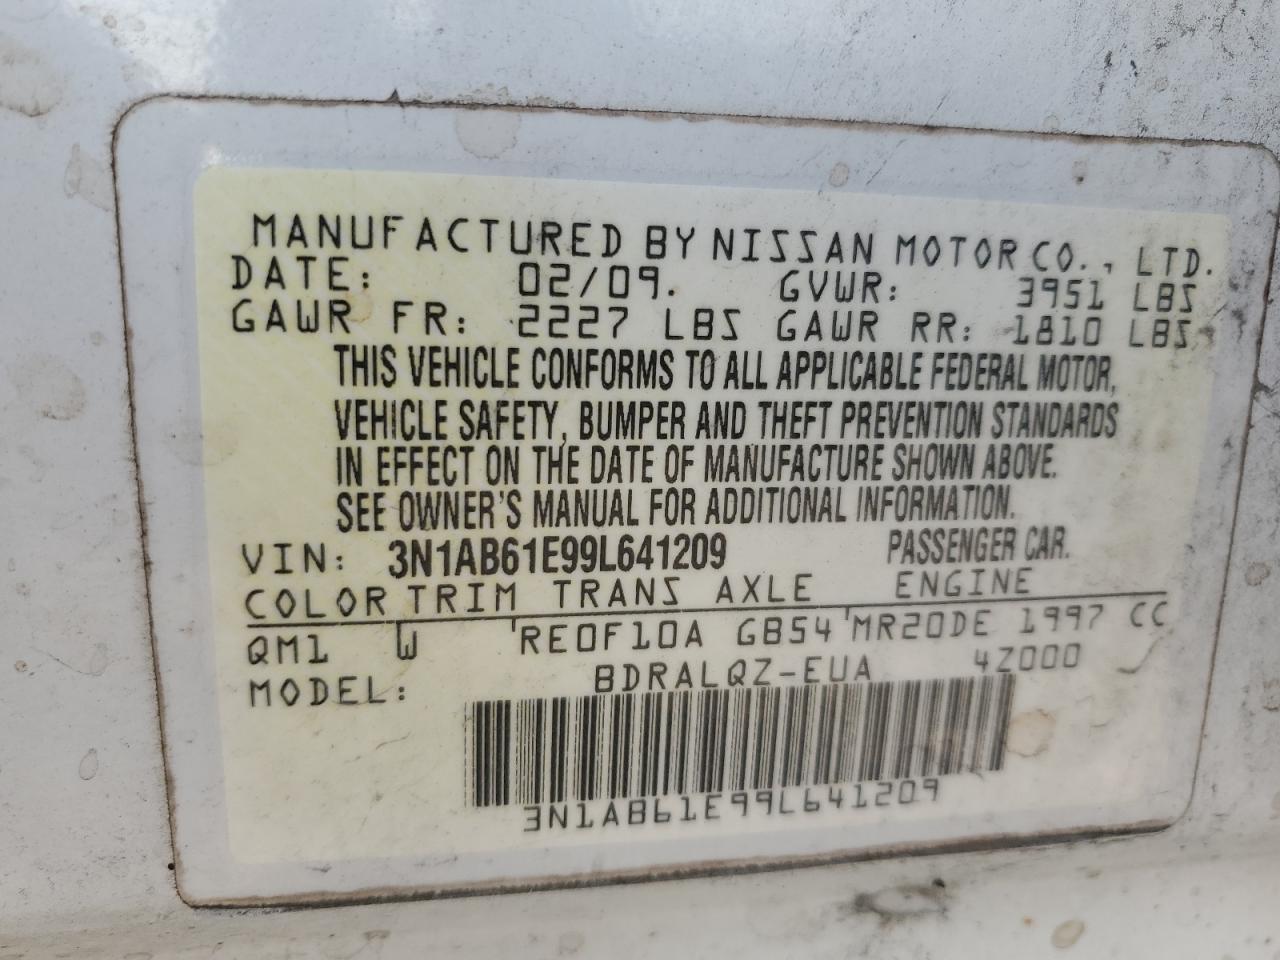 MANUFACTURED BY NISSAN MOTOR CO., LTD.
DATE: 02/09. GVWR: 3951 LBS
GAWR FR: 2227 LBS GAWR RR: 1810 LBS
THIS VEHICLE CONFORMS TO ALL APPLICABLE FEDERAL MOTOR,
VEHICLE SAFETY, BUMPER AND THEFT PREVENTION STANDARDS
IN EFFECT ON THE DATE OF MANUFACTURE SHOWN ABOVE.
SEE OWNER'S MANUAL FOR ADDITIONAL INFORMATION.
VIN: 3N1AB61E99L641209 PASSENGER CAR.
COLOR TRIM TRANS AXLE ENGINE
QM1 W 'RE0F10A GB54'MR20DE 1997 CC
MODEL: BDRALQZ-EUA 4Z000
3N1AB61E99L641209